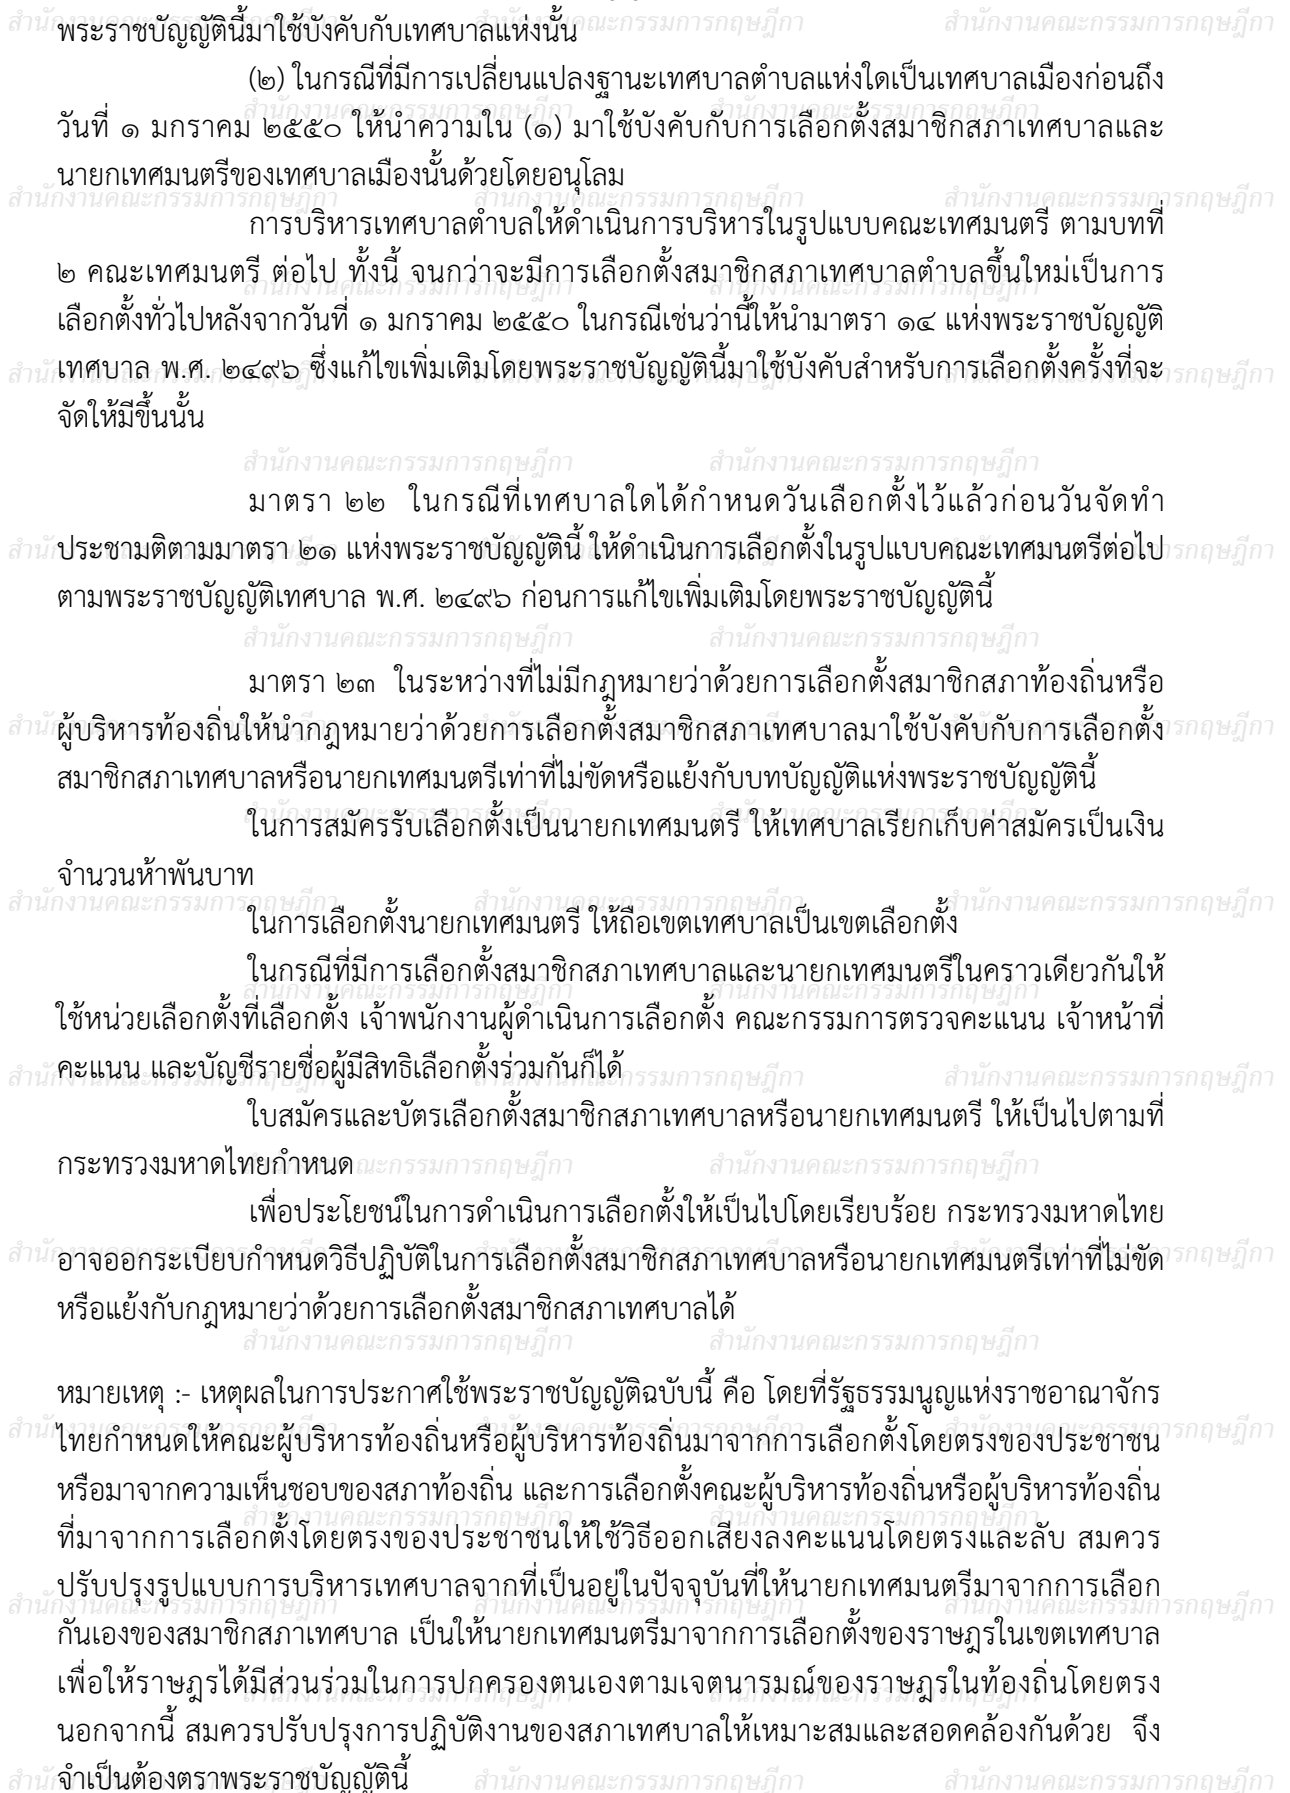 พระราชบัญญัตินี้มาใช้บังคับกับเทศบาลแห่งนั้น
(๒) ในกรณีที่มีการเปลี่ยนแปลงฐานะเทศบาลตำบลแห่งใดเป็นเทศบาลเมืองก่อนถึง
วันที่ ๑ มกราคม ๒๕๕๐ ให้นำความใน (๑) มาใช้บังคับกับการเลือกตั้งสมาชิกสภาเทศบาลและ
นายกเทศมนตรีของเทศบาลเมืองนั้นด้วยโดยอนุโลม
การบริหารเทศบาลตำบลให้ดำเนินการบริหารในรูปแบบคณะเทศมนตรี ตามบทที่
๒ คณะเทศมนตรี ต่อไป ทั้งนี้ จนกว่าจะมีการเลือกตั้งสมาชิกสภาเทศบาลตำบลขึ้นใหม่เป็นการ
เลือกตั้งทั่วไปหลังจากวันที่ ๑ มกราคม ๒๕๕๐ ในกรณีเช่นว่านี้ให้นำมาตรา ๑๔ แห่งพระราชบัญญัติ
เทศบาล พ.ศ. ๒๔๙๖ ซึ่งแก้ไขเพิ่มเติมโดยพระราชบัญญัตินี้มาใช้บังคับสำหรับการเลือกตั้งครั้งที่จะ
จัดให้มีขึ้นนั้น
มาตรา ๒๒ ในกรณีที่เทศบาลใดได้กำหนดวันเลือกตั้งไว้แล้วก่อนวันจัดทำ
ประชามติตามมาตรา ๒๑ แห่งพระราชบัญญัตินี้ ให้ดำเนินการเลือกตั้งในรูปแบบคณะเทศมนตรีต่อไป
ตามพระราชบัญญัติเทศบาล พ.ศ. ๒๔๙๖ ก่อนการแก้ไขเพิ่มเติมโดยพระราชบัญญัตินี้
มาตรา ๒๓ ในระหว่างที่ไม่มีกฎหมายว่าด้วยการเลือกตั้งสมาชิกสภาท้องถิ่นหรือ
ผู้บริหารท้องถิ่นให้นำกฎหมายว่าด้วยการเลือกตั้งสมาชิกสภาเทศบาลมาใช้บังคับกับการเลือกตั้ง
สมาชิกสภาเทศบาลหรือนายกเทศมนตรีเท่าที่ไม่ขัดหรือแย้งกับบทบัญญัติแห่งพระราชบัญญัตินี้
ในการสมัครรับเลือกตั้งเป็นนายกเทศมนตรี ให้เทศบาลเรียกเก็บค่าสมัครเป็นเงิน
จำนวนห้าพันบาท
ในการเลือกตั้งนายกเทศมนตรี ให้ถือเขตเทศบาลเป็นเขตเลือกตั้ง
ในกรณีที่มีการเลือกตั้งสมาชิกสภาเทศบาลและนายกเทศมนตรีในคราวเดียวกันให้
ใช้หน่วยเลือกตั้งที่เลือกตั้ง เจ้าพนักงานผู้ดำเนินการเลือกตั้ง คณะกรรมการตรวจคะแนน เจ้าหน้าที่
คะแนน และบัญชีรายชื่อผู้มีสิทธิเลือกตั้งร่วมกันก็ได้
ใบสมัครและบัตรเลือกตั้งสมาชิกสภาเทศบาลหรือนายกเทศมนตรี ให้เป็นไปตามที่
กระทรวงมหาดไทยกำหนด
เพื่อประโยชน์ในการดำเนินการเลือกตั้งให้เป็นไปโดยเรียบร้อย กระทรวงมหาดไทย
อาจออกระเบียบกำหนดวิธีปฏิบัติในการเลือกตั้งสมาชิกสภาเทศบาลหรือนายกเทศมนตรีเท่าที่ไม่ขัด
หรือแย้งกับกฎหมายว่าด้วยการเลือกตั้งสมาชิกสภาเทศบาลได้
หมายเหตุ :- เหตุผลในการประกาศใช้พระราชบัญญัติฉบับนี้ คือ โดยที่รัฐธรรมนูญแห่งราชอาณาจักร
ไทยกำหนดให้คณะผู้บริหารท้องถิ่นหรือผู้บริหารท้องถิ่นมาจากการเลือกตั้งโดยตรงของประชาชน
หรือมาจากความเห็นชอบของสภาท้องถิ่น และการเลือกตั้งคณะผู้บริหารท้องถิ่นหรือผู้บริหารท้องถิ่น
ที่มาจากการเลือกตั้งโดยตรงของประชาชนให้ใช้วิธีออกเสียงลงคะแนนโดยตรงและลับ สมควร
ปรับปรุงรูปแบบการบริหารเทศบาลจากที่เป็นอยู่ในปัจจุบันที่ให้นายกเทศมนตรีมาจากการเลือก
กันเองของสมาชิกสภาเทศบาล เป็นให้นายกเทศมนตรีมาจากการเลือกตั้งของราษฎรในเขตเทศบาล
เพื่อให้ราษฎรได้มีส่วนร่วมในการปกครองตนเองตามเจตนารมณ์ของราษฎรในท้องถิ่นโดยตรง
นอกจากนี้ สมควรปรับปรุงการปฏิบัติงานของสภาเทศบาลให้เหมาะสมและสอดคล้องกันด้วย จึง
จำเป็นต้องตราพระราชบัญญัตินี้